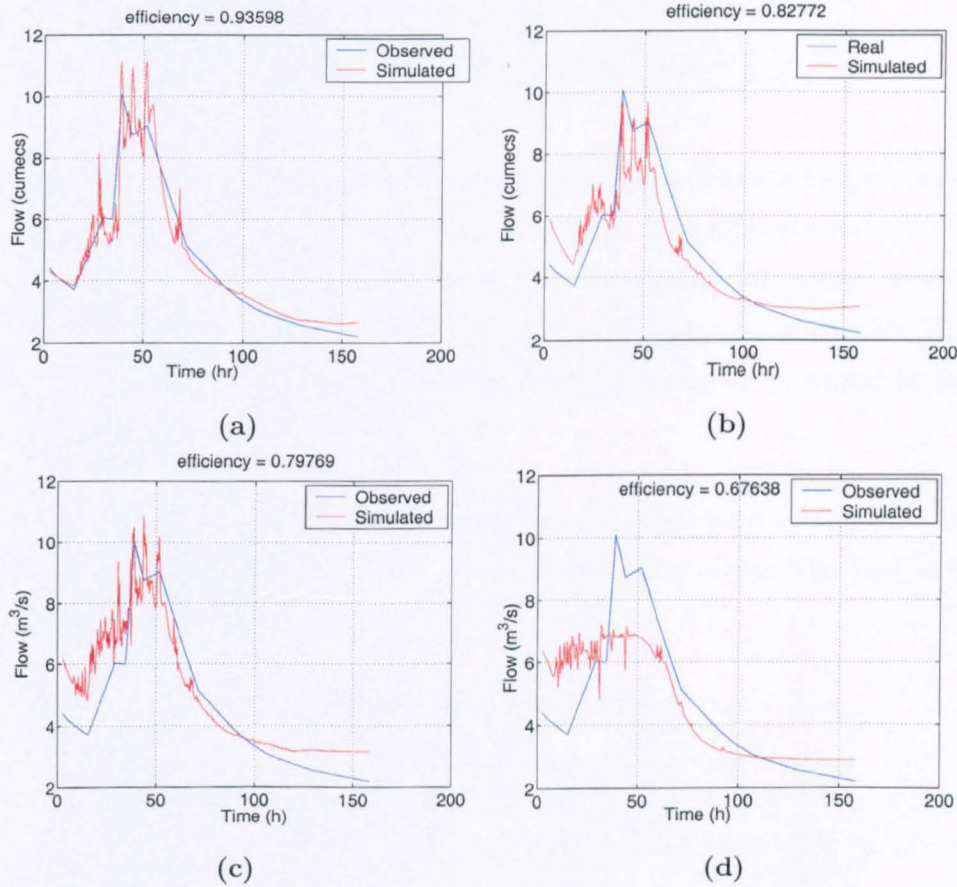 efficiency = 0.93598
12
10
8
6
4
2
0
50
100
150
200
Flow (cumecs)
Time (hr)
Observed
Simulated
(a)
efficiency = 0.82772
12
10
8
6
4
2
0
50
100
150
200
Flow (cumecs)
Time (hr)
Real
Simulated
(b)
efficiency = 0.79769
12
10
8
6
4
2
0
50
100
150
200
Flow (m³/s)
Time (h)
Observed
Simulated
(c)
efficiency = 0.67638
12
10
8
6
4
2
0
50
100
150
200
Flow (m³/s)
Time (h)
Observed
Simulated
(d)